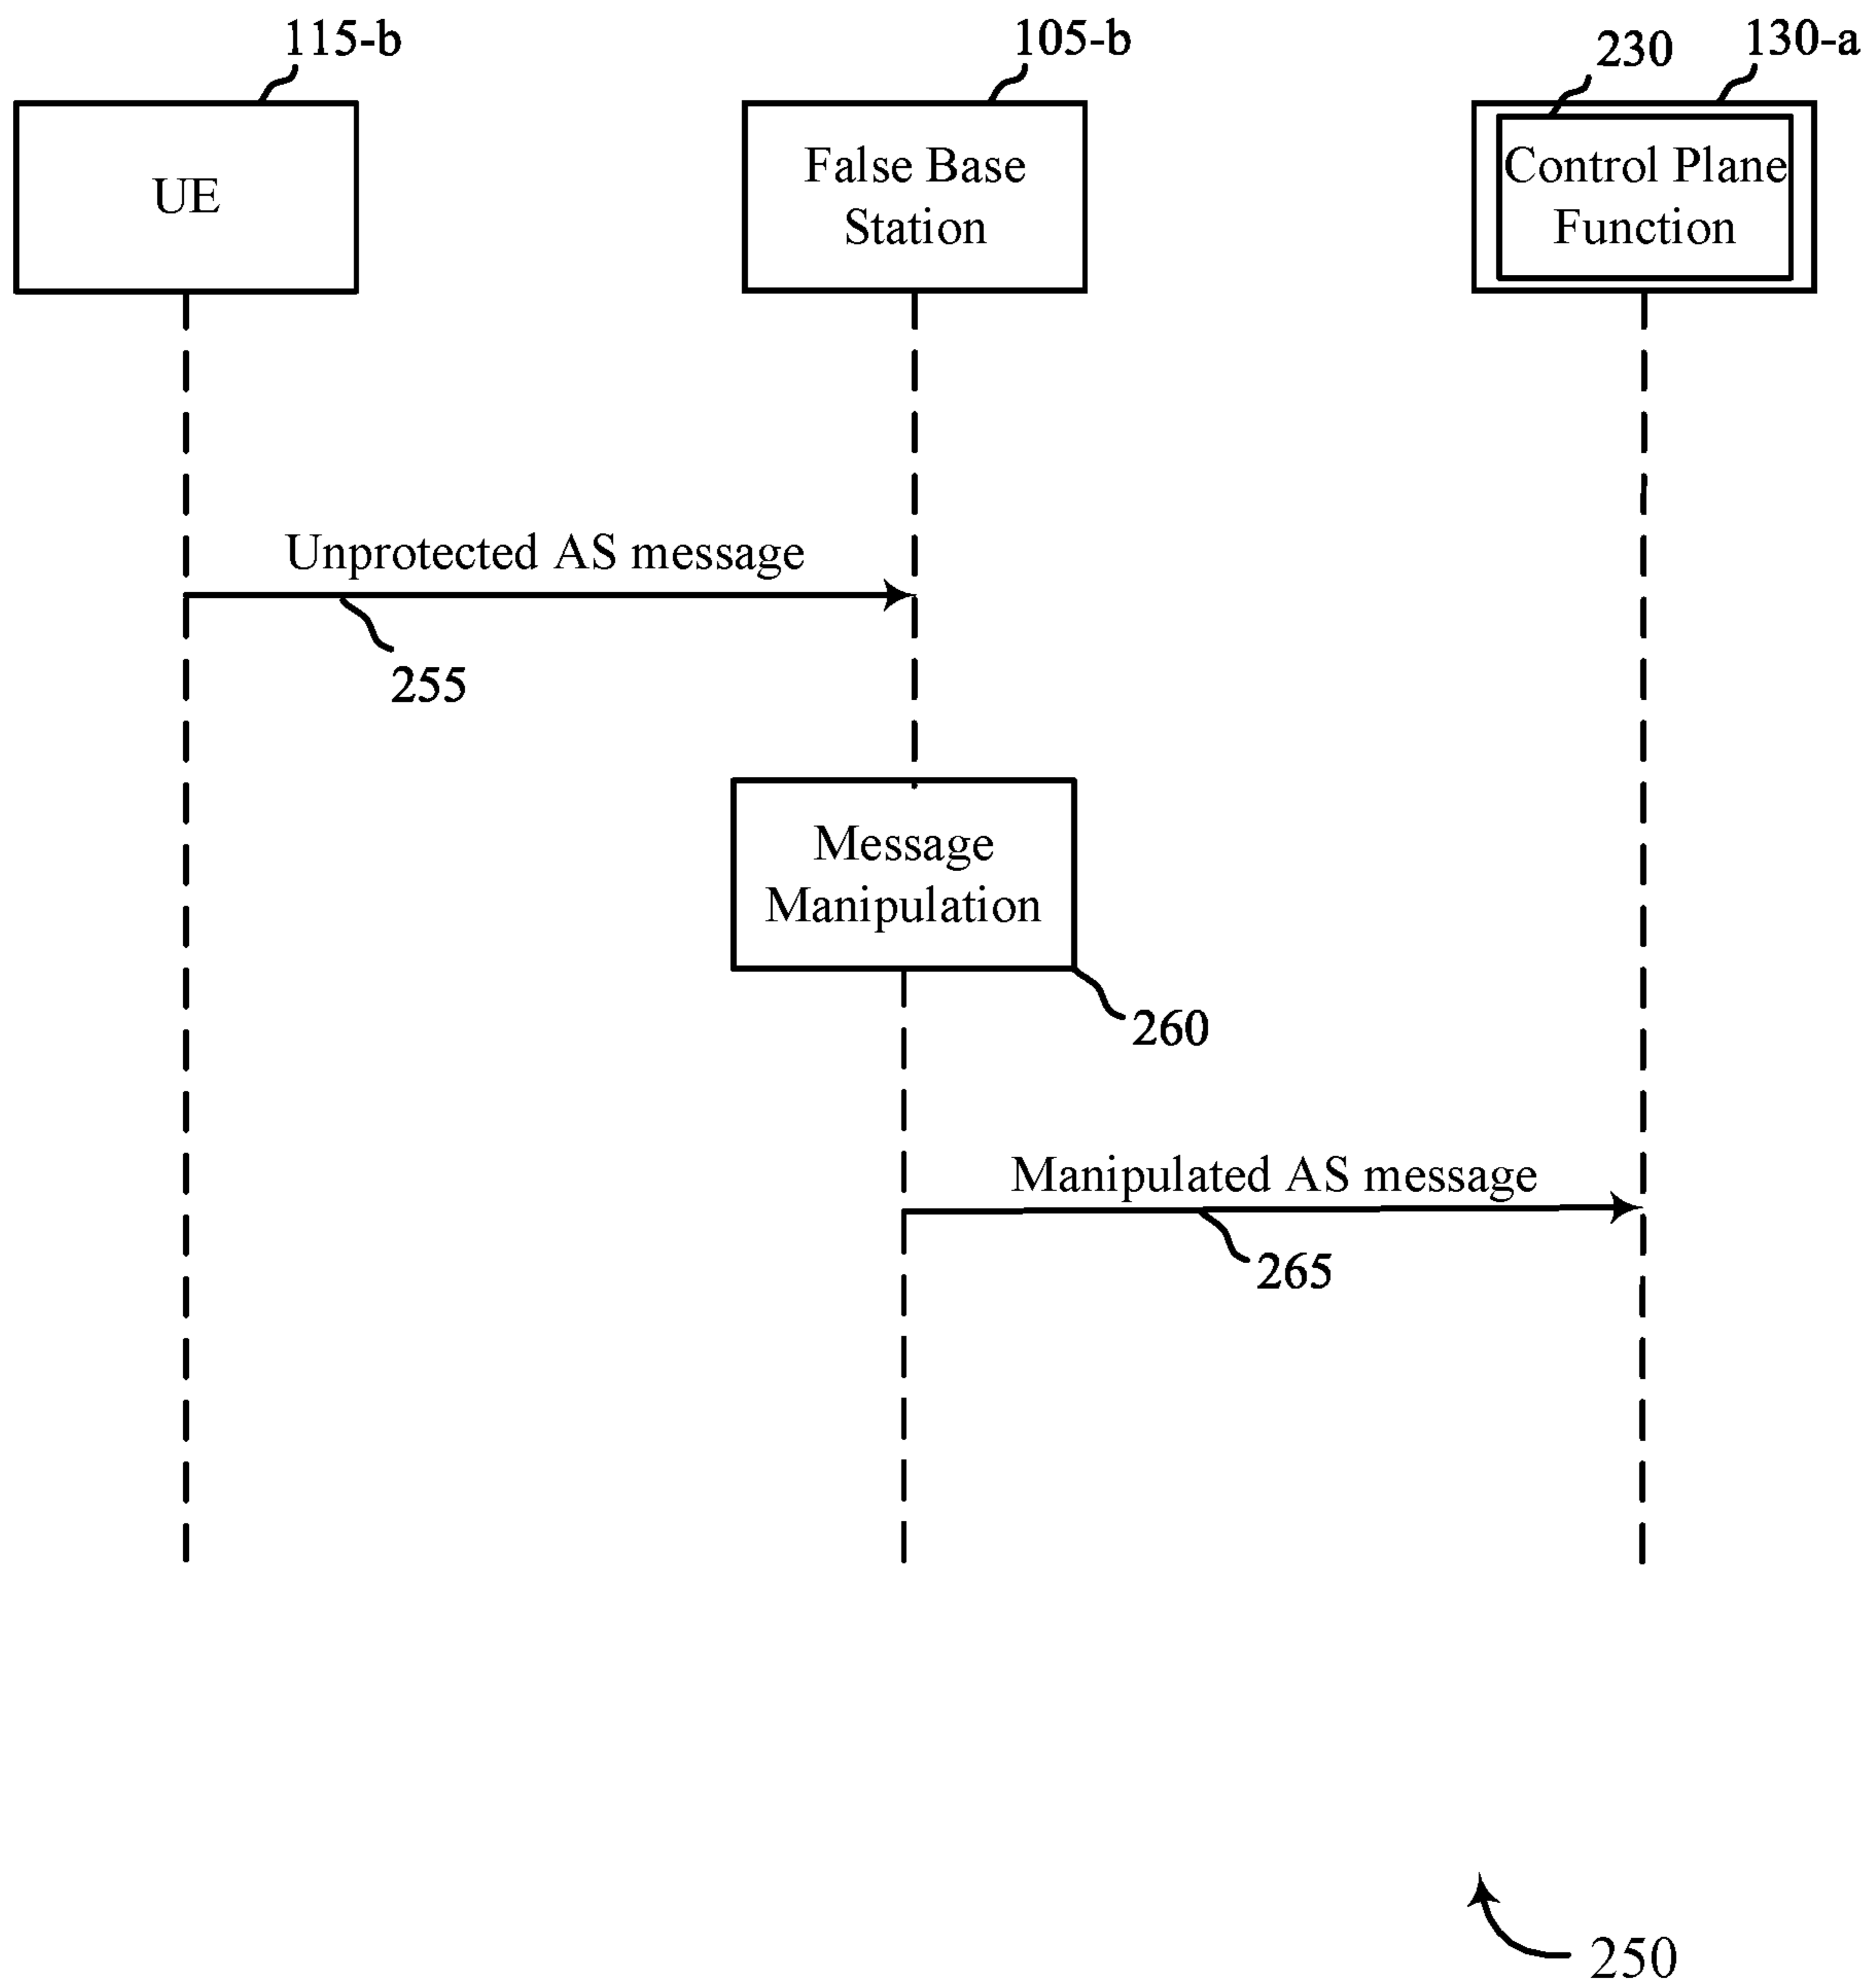 115-b
105-b
230
130-a
UE
False Base
Station
Control Plane
Function
Unprotected AS message
255
Message
Manipulation
260
Manipulated AS message
265
250